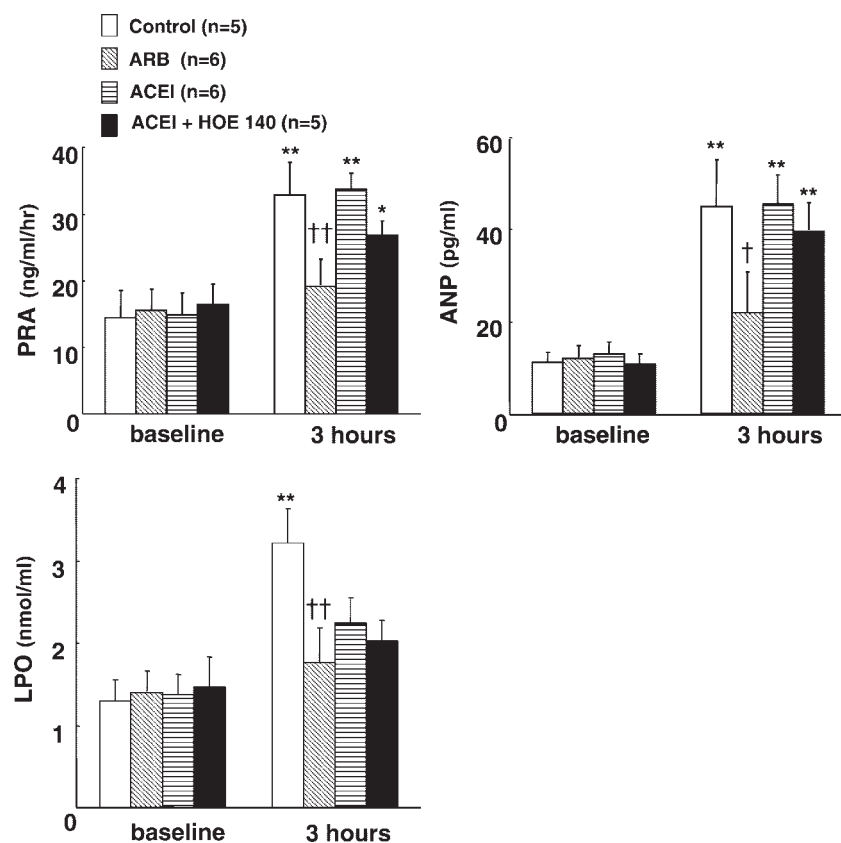 Control (n=5)
ARB (n=6)
ACEI (n=6)
ACEI + HOE 140 (n=5)
PRA (ng/ml/hr)
40
30
20
10
0
**
††
**
*
baseline
3 hours
ANP (pg/ml)
60
40
20
0
**
†
**
**
baseline
3 hours
LPO (nmol/ml)
4
3
2
1
0
**
††
baseline
3 hours